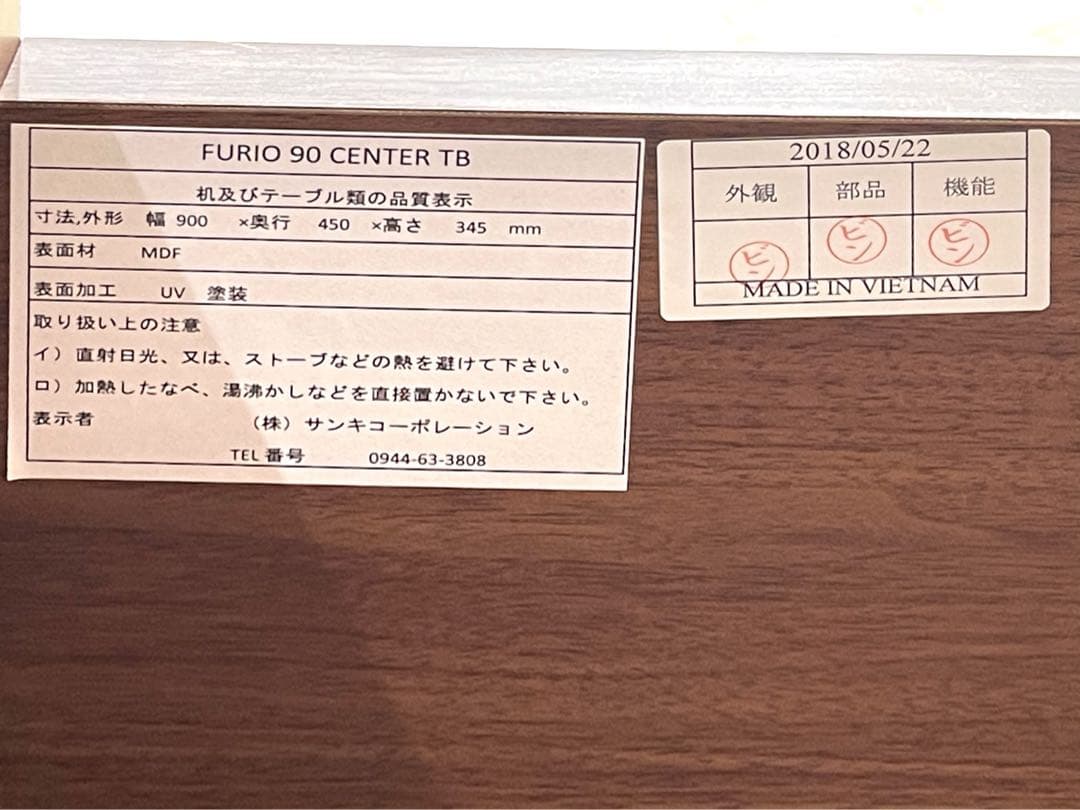 FURIO 90 CENTER TB
机及びテーブル類の品質表示
寸法,外形 幅 900 ×奥行 450 ×高さ 345 mm
表面材 MDF
表面加工 UV 塗装
取り扱い上の注意
イ）直射日光、又は、ストーブなどの熱を避けて下さい。
ロ）加熱したなべ、湯沸かしなどを直接置かないで下さい。
表示者 （株）サンキコーポレーション
TEL 番号 0944-63-3808
2018/05/22
外観 部品 機能
ビン ビン ビン
MADE IN VIETNAM